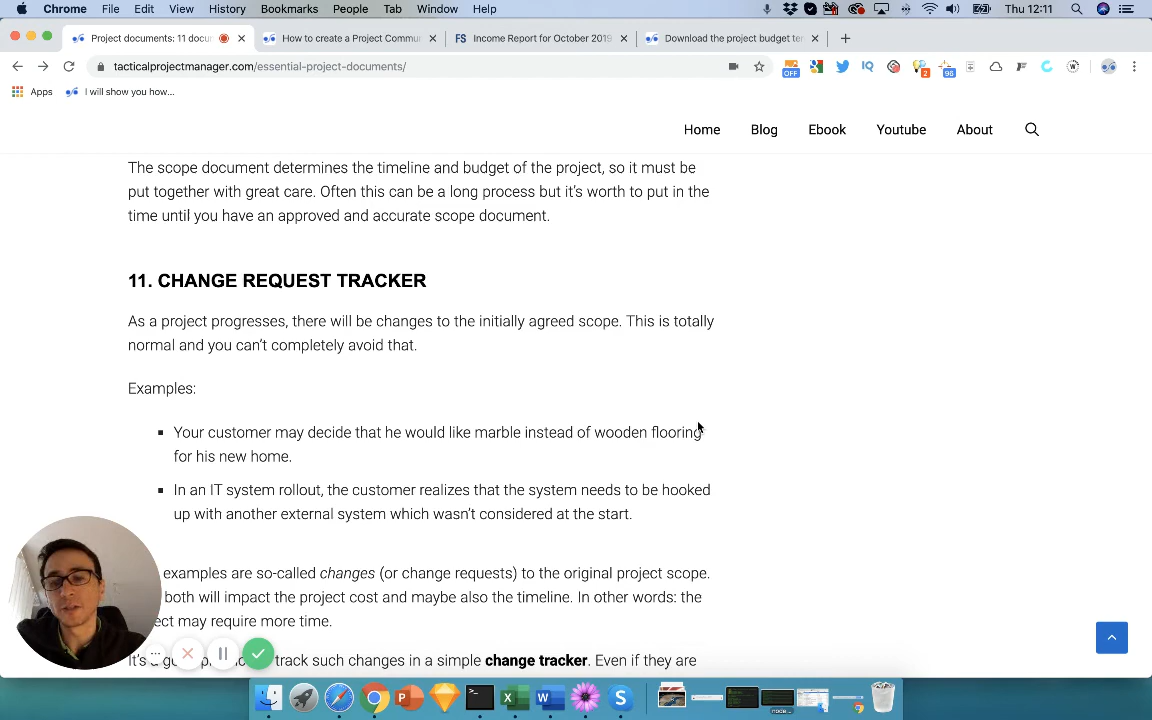 Chrome File Edit View History Bookmarks People Tab Window Help Thu 12:11
Project documents: 11 docu
How to create a Project Commu
FS Income Report for October 2019
Download the project budget te
tacticalprojectmanager.com/essential-project-documents/
OFF
IQ
2
96
W
Apps I will show you how...
Home Blog Ebook Youtube About
The scope document determines the timeline and budget of the project, so it must be
put together with great care. Often this can be a long process but it's worth to put in the
time until you have an approved and accurate scope document.
11. CHANGE REQUEST TRACKER
As a project progresses, there will be changes to the initially agreed scope. This is totally
normal and you can't completely avoid that.
Examples:
Your customer may decide that he would like marble instead of wooden flooring
for his new home.
In an IT system rollout, the customer realizes that the system needs to be hooked
up with another external system which wasn't considered at the start.
examples are so-called changes (or change requests) to the original project scope.
both will impact the project cost and maybe also the timeline. In other words: the
ect may require more time.
It's a g track such changes in a simple change tracker. Even if they are